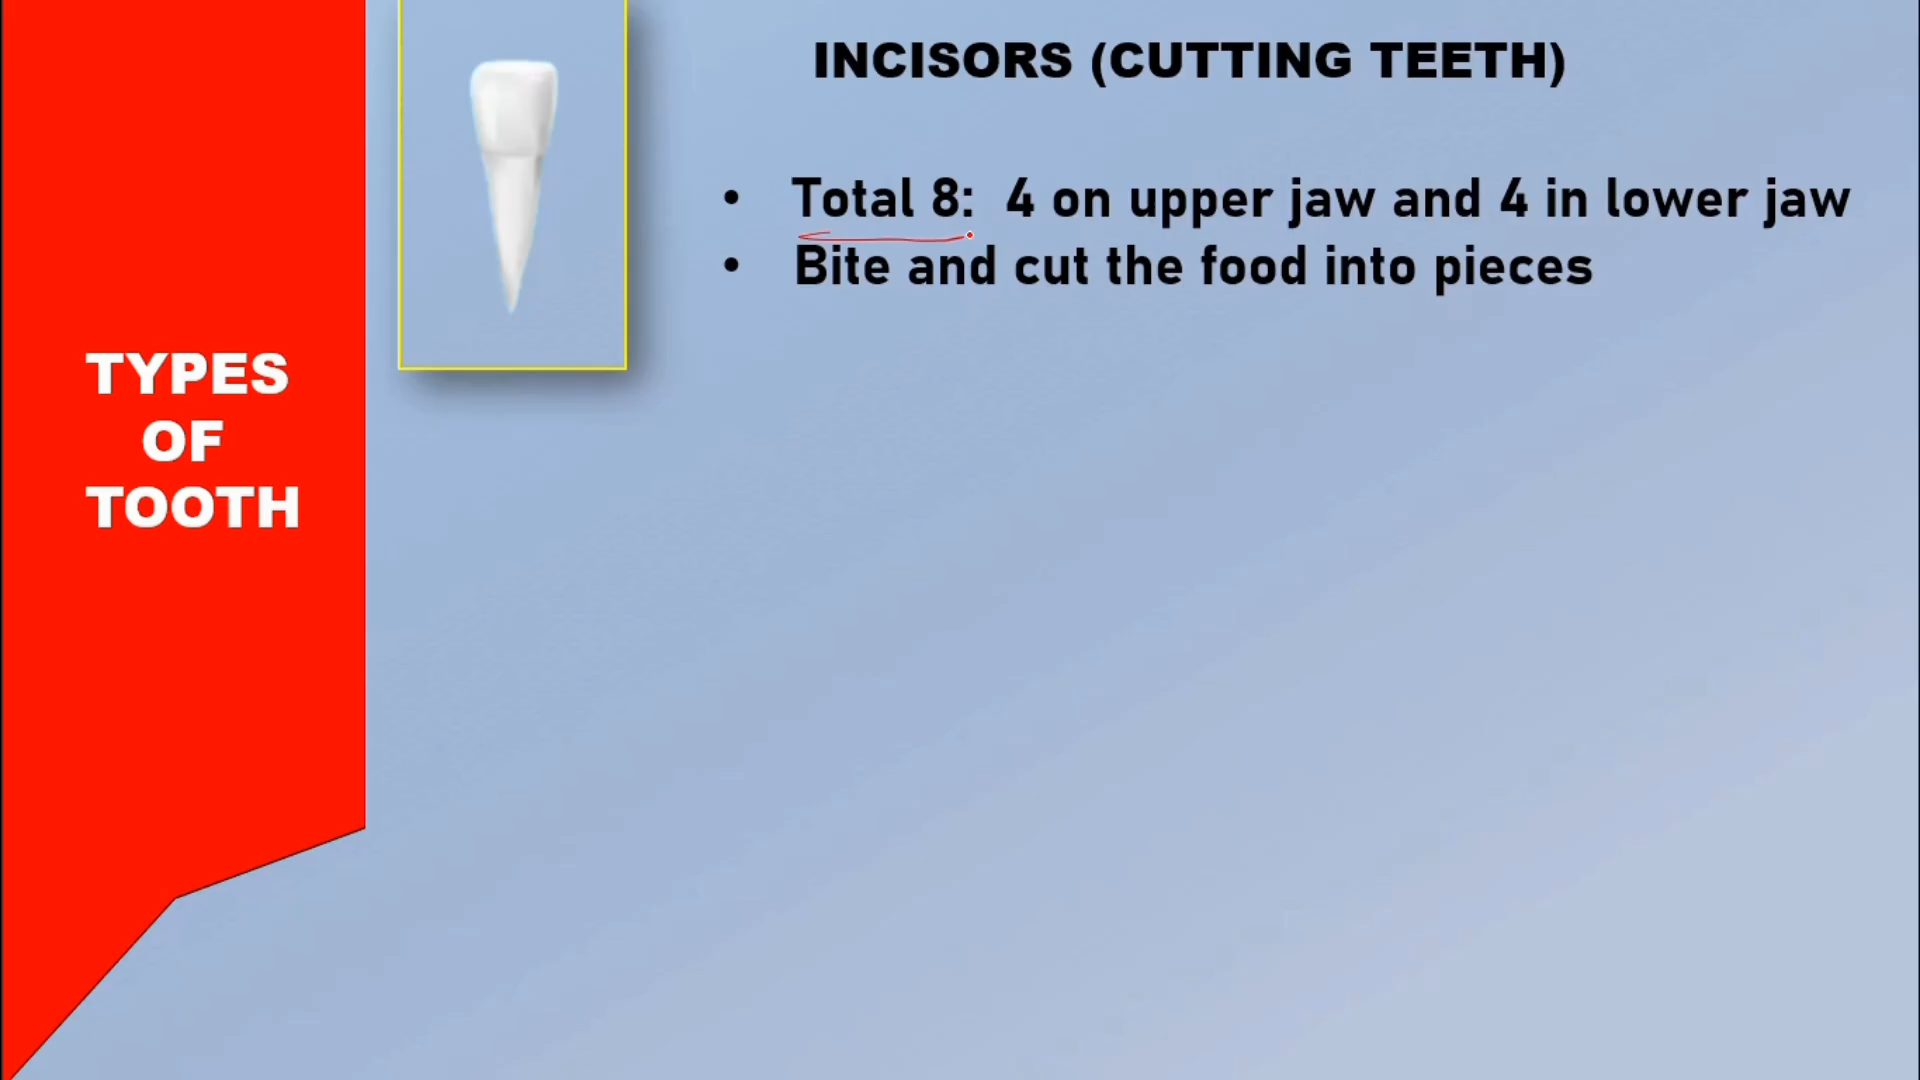 TYPES
OF
TOOTH
INCISORS (CUTTING TEETH)
• Total 8: 4 on upper jaw and 4 in lower jaw
• Bite and cut the food into pieces